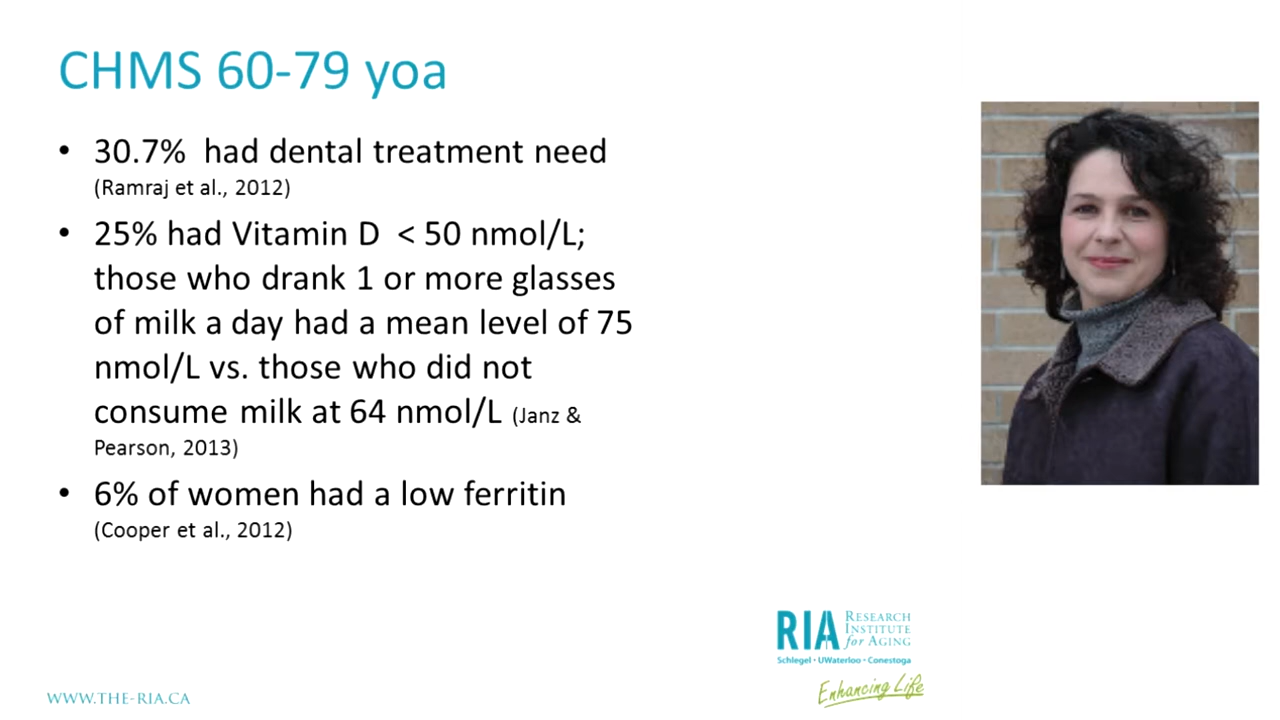 CHMS 60-79 yoa
• 30.7% had dental treatment need
(Ramraj et al., 2012)
• 25% had Vitamin D < 50 nmol/L;
those who drank 1 or more glasses
of milk a day had a mean level of 75
nmol/L vs. those who did not
consume milk at 64 nmol/L (Janz &
Pearson, 2013)
• 6% of women had a low ferritin
(Cooper et al., 2012)
RIA RESEARCH
INSTITUTE
for AGING
Schlegel • UWaterloo • Conestoga
Enhancing Life
WWW.THE-RIA.CA